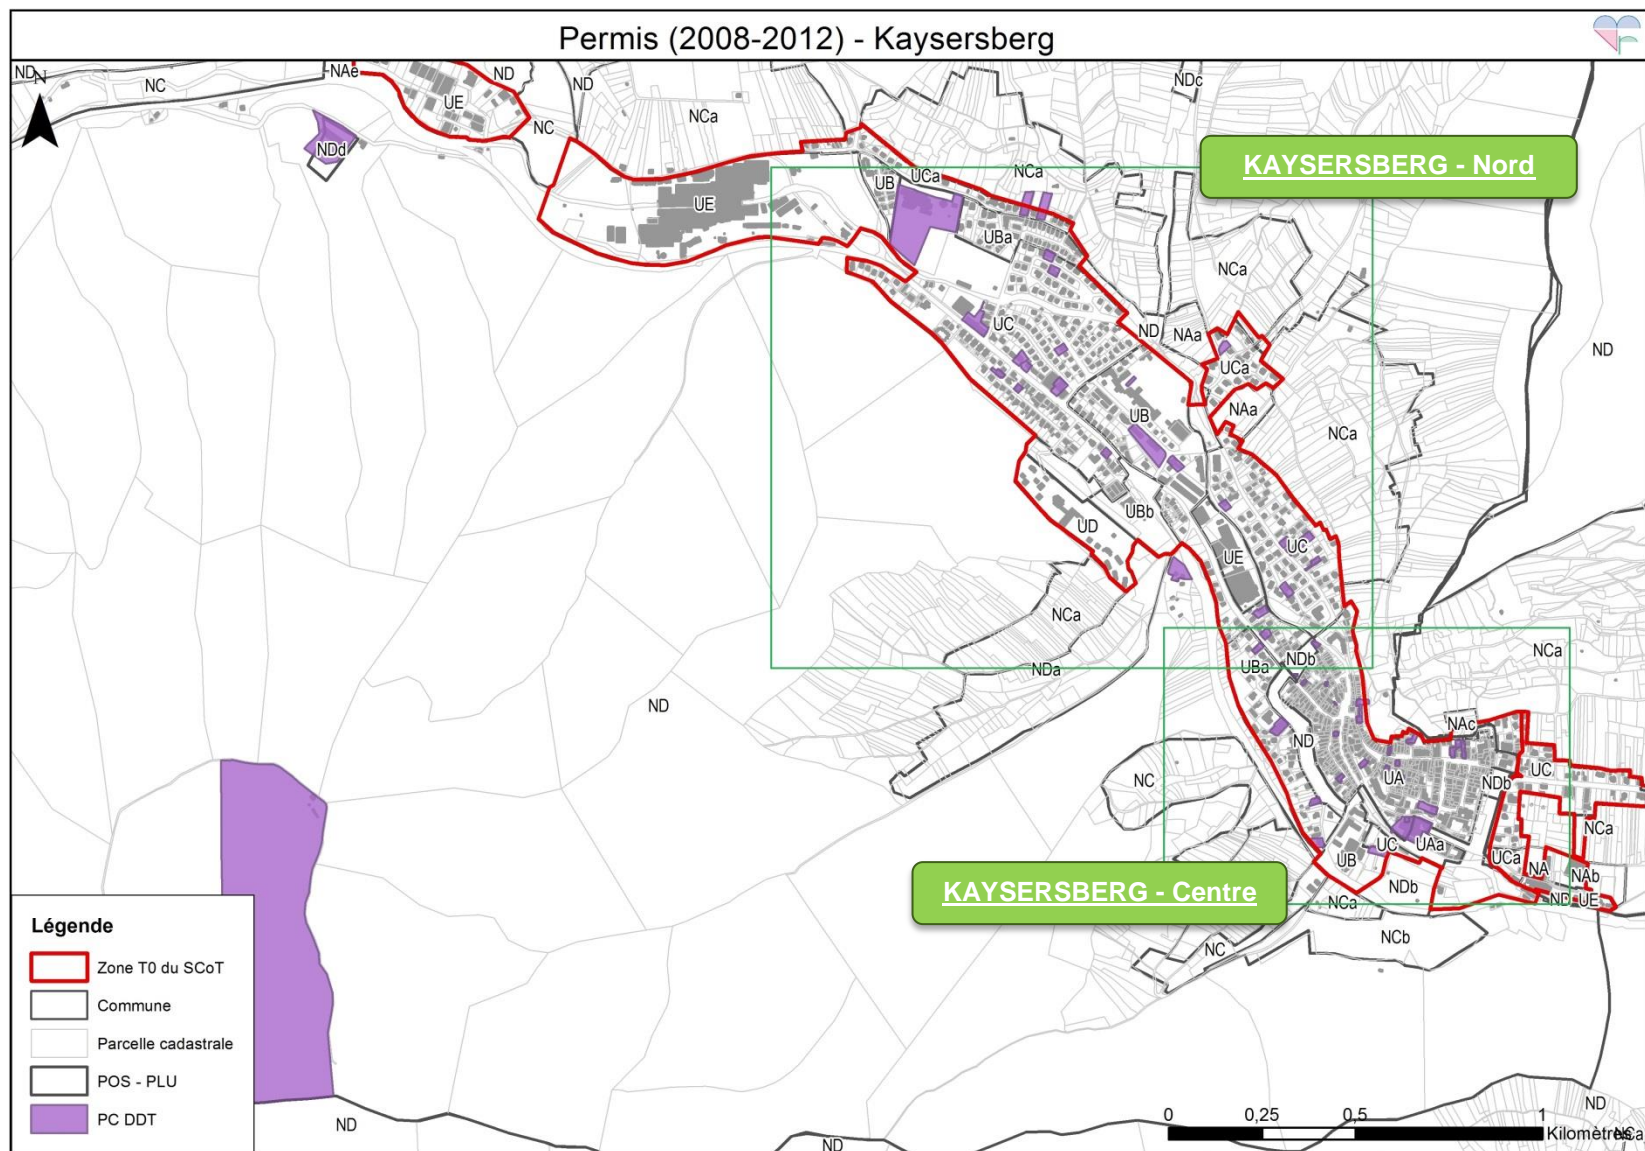 Permis (2008-2012) - Kaysersberg
ND
N
NC
NAe
ND
UE
NC
ND
NCa
NDc
NDd
KAYSERSBERG - Nord
UB
UCa
NCa
UE
UBa
NCa
UC
ND
NAa
UCa
ND
NAa
UB
NCa
UBb
UD
UE
UC
NCa
NDa
UBa
NDb
NCa
ND
ND
NAc
NC
UA
NDb
UC
NCa
UB
UC
UAa
UCa
NA
NAb
KAYSERSBERG - Centre
NDb
NCa
ND
UE
NCb
NC
Légende
Zone T0 du SCoT
Commune
Parcelle cadastrale
POS - PLU
PC DDT
ND
ND
ND
NCa
0
0,25
0,5
1
Kilomètres